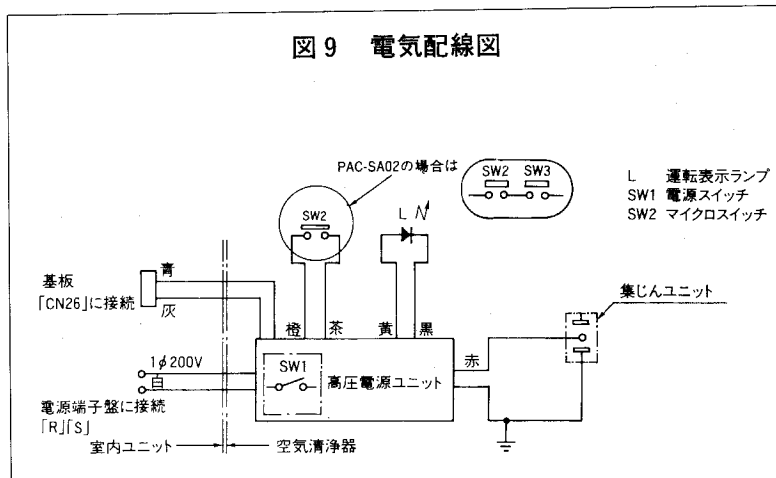 図9 電気配線図
PAC-SA02の場合は
SW2 SW3
SW2
L
L 運転表示ランプ
SW1 電源スイッチ
SW2 マイクロスイッチ
青
基板
「CN26」に接続
灰
集じんユニット
橙 茶 黄 黒
赤
1φ200V
白
SW1
高圧電源ユニット
電源端子盤に接続
「R」「S」
室内ユニット
空気清浄器